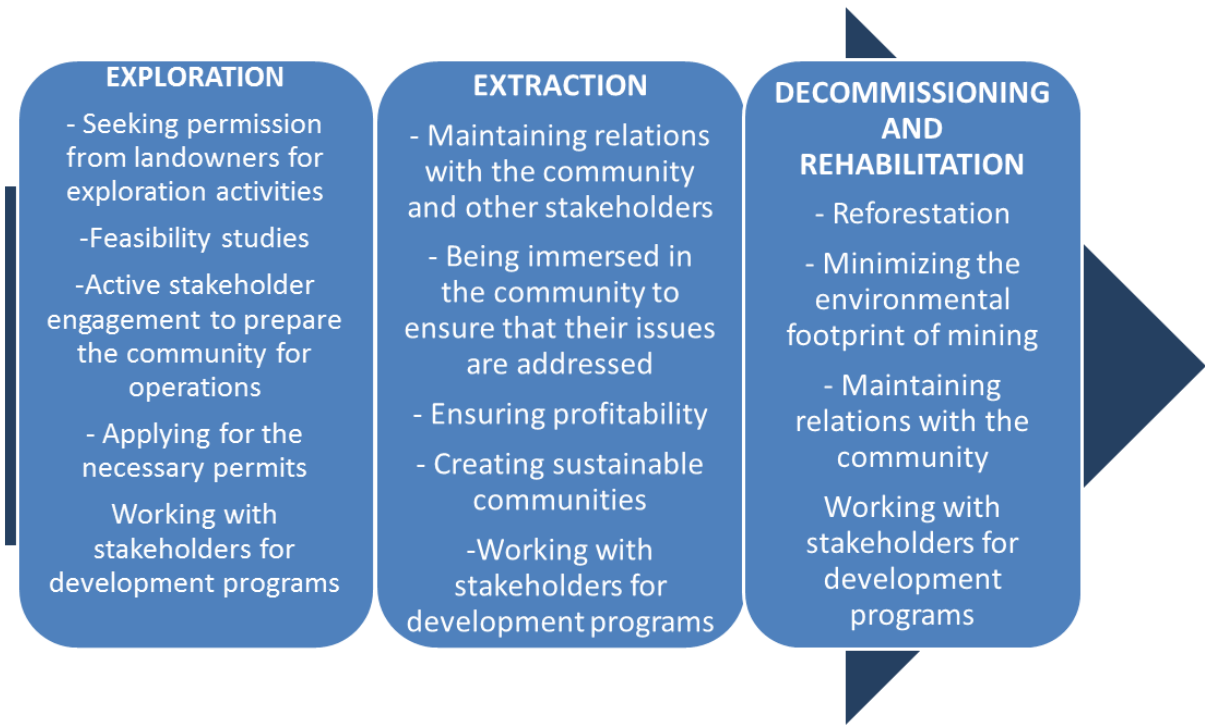 EXPLORATION
- Seeking permission
from landowners for
exploration activities
-Feasibility studies
-Active stakeholder
engagement to prepare
the community for
operations
- Applying for the
necessary permits
Working with
stakeholders for
development programs
EXTRACTION
- Maintaining relations
with the community
and other stakeholders
- Being immersed in
the community to
ensure that their issues
are addressed
- Ensuring profitability
- Creating sustainable
communities
-Working with
stakeholders for
development programs
DECOMMISSIONING
AND
REHABILITATION
- Reforestation
- Minimizing the
environmental
footprint of mining
- Maintaining
relations with the
community
Working with
stakeholders for
development
programs